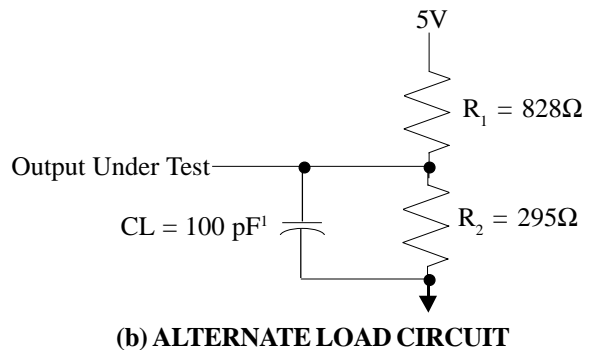 5V
R₁ = 828Ω
Output Under Test
CL = 100 pF¹
R₂ = 295Ω
(b) ALTERNATE LOAD CIRCUIT